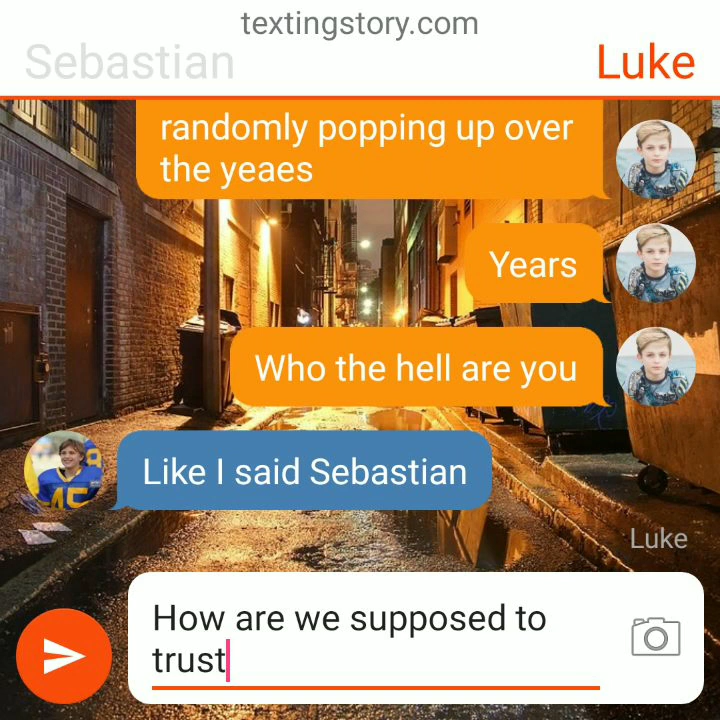 textingstory.com
Sebastian
Luke
randomly popping up over
the yeaes
Years
Who the hell are you
Like I said Sebastian
Luke
How are we supposed to
trust